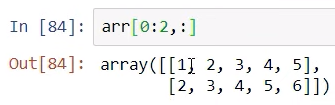 In [84]: arr[0:2,:]
Out[84]: array([[1, 2, 3, 4, 5],
[2, 3, 4, 5, 6]])